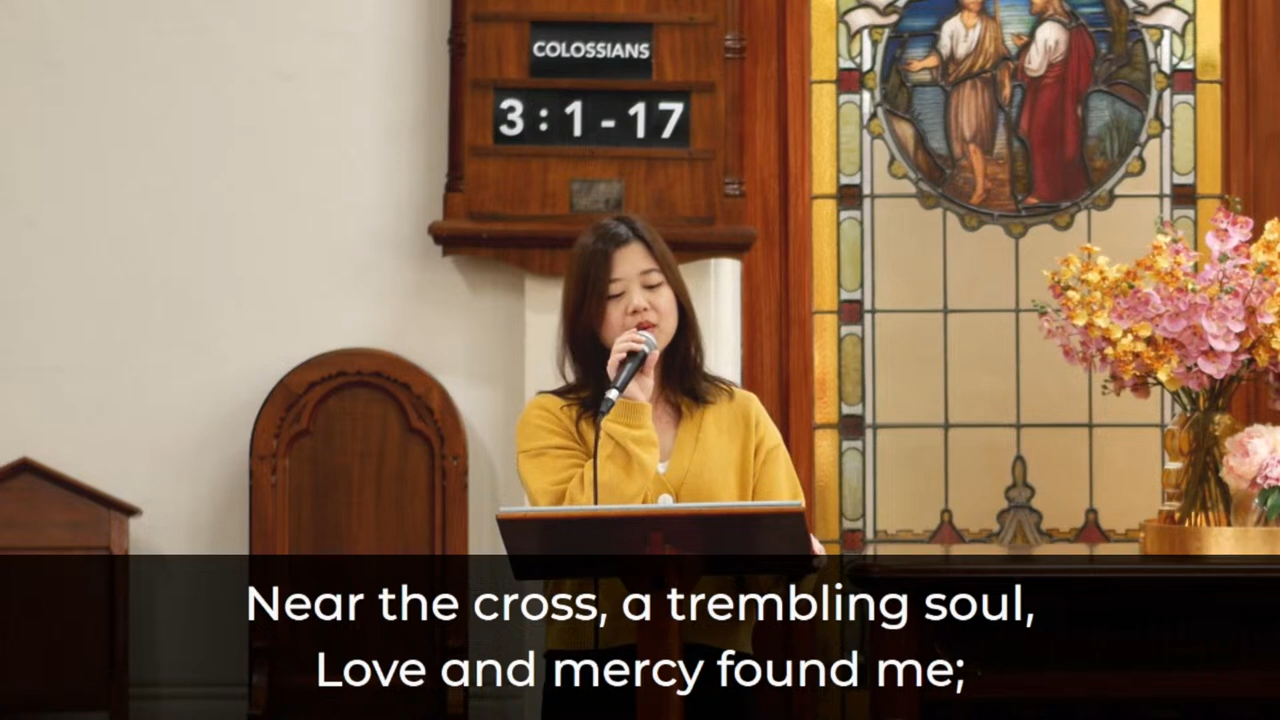 COLOSSIANS
3:1-17
Near the cross, a trembling soul,
Love and mercy found me;